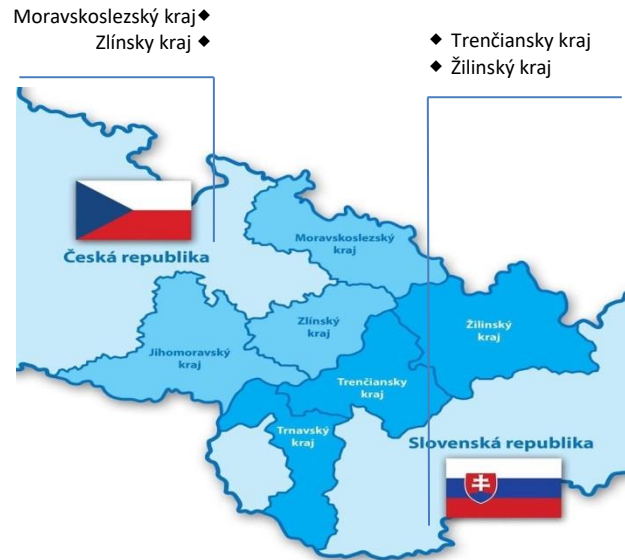 Moravskoslezský kraj◆
Zlínsky kraj ◆
◆ Trenčiansky kraj
◆ Žilinský kraj
Moravskoslezský
kraj
Česká republika
Zlínský
kraj
Žilinský
kraj
Jihomoravský
kraj
Trenčiansky
kraj
Trnavský
kraj
Slovenská republika